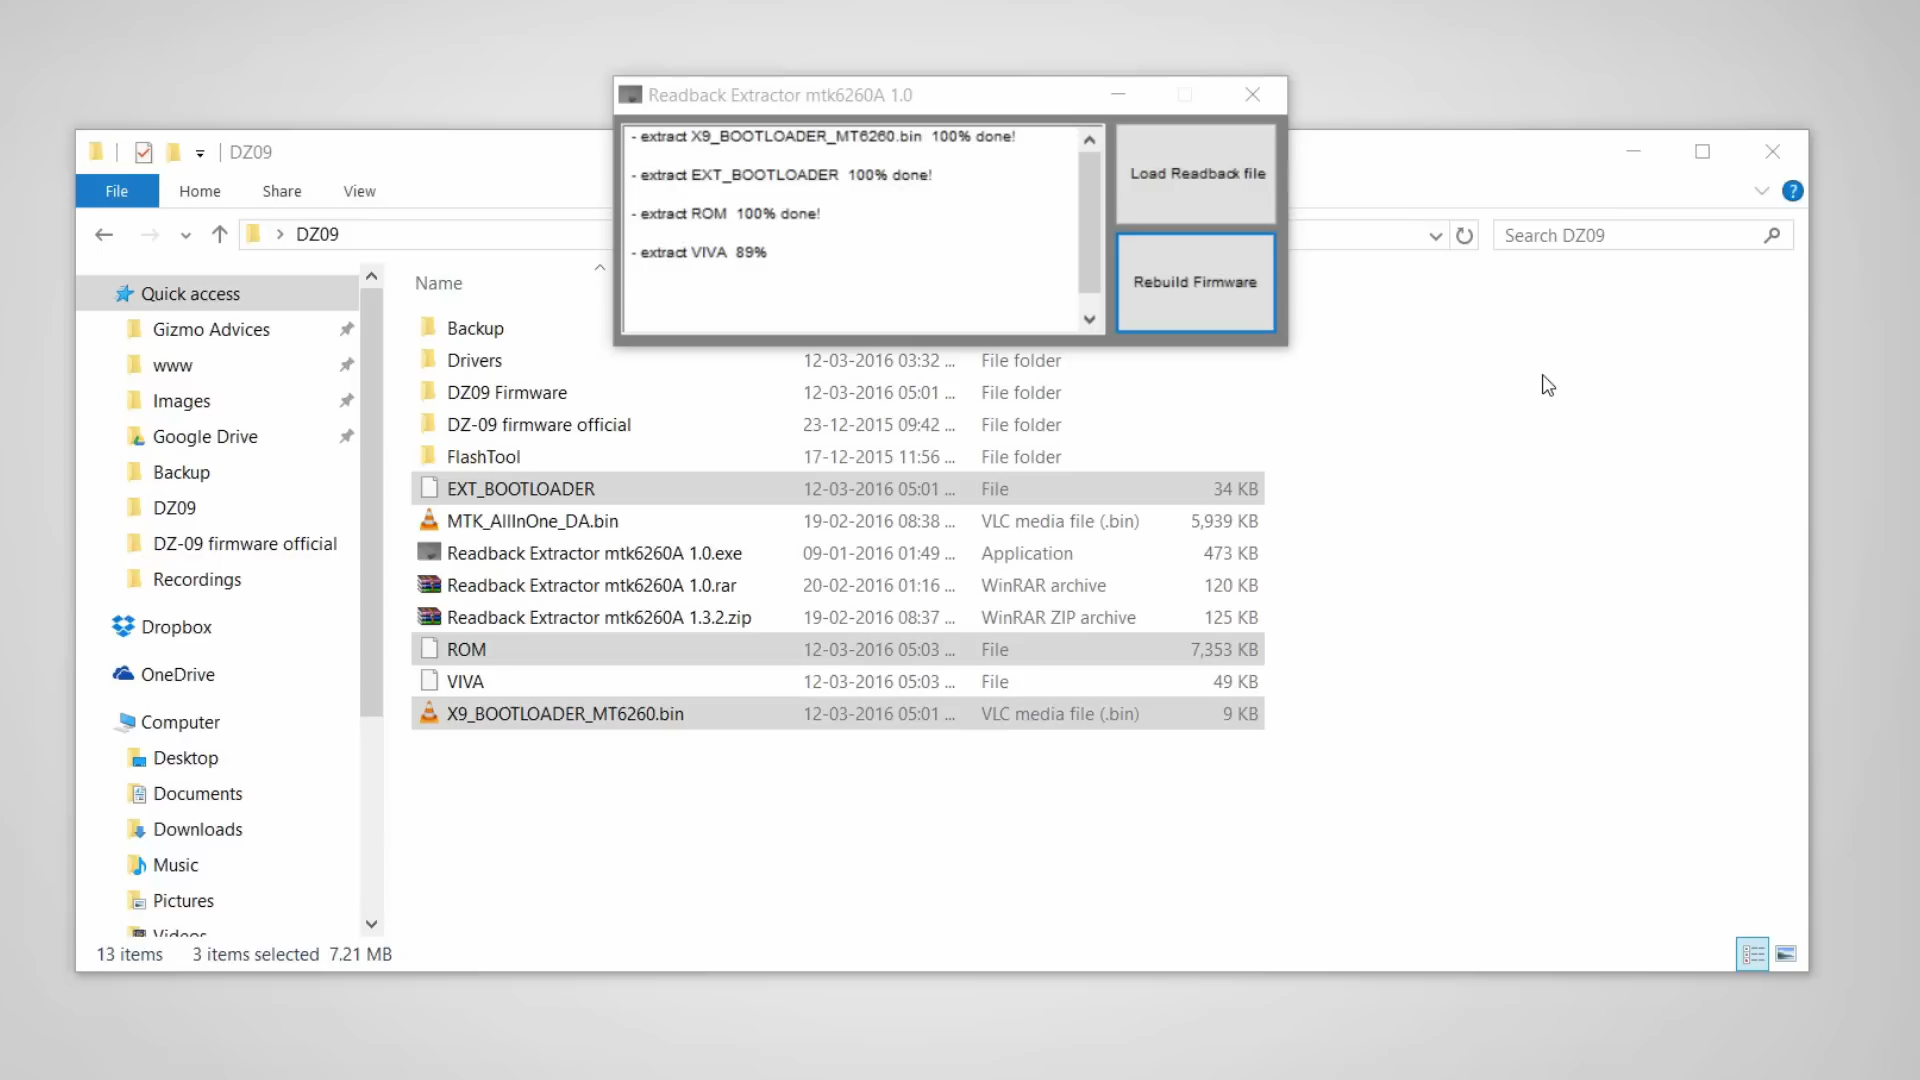 Readback Extractor mtk6260A 1.0
- extract X9_BOOTLOADER_MT6260.bin 100% done!
- extract EXT_BOOTLOADER 100% done!
- extract ROM 100% done!
- extract VIVA 89%
Load Readback file
Rebuild Firmware
DZ09
File Home Share View
DZ09
Search DZ09
Quick access
Gizmo Advices
www
Images
Google Drive
Backup
DZ09
DZ-09 firmware official
Recordings
Dropbox
OneDrive
Computer
Desktop
Documents
Downloads
Music
Pictures
Videos
Name
Backup
Drivers 12-03-2016 03:32 ... File folder
DZ09 Firmware 12-03-2016 05:01 ... File folder
DZ-09 firmware official 23-12-2015 09:42 ... File folder
FlashTool 17-12-2015 11:56 ... File folder
EXT_BOOTLOADER 12-03-2016 05:01 ... File 34 KB
MTK_AllInOne_DA.bin 19-02-2016 08:38 ... VLC media file (.bin) 5,939 KB
Readback Extractor mtk6260A 1.0.exe 09-01-2016 01:49 ... Application 473 KB
Readback Extractor mtk6260A 1.0.rar 20-02-2016 01:16 ... WinRAR archive 120 KB
Readback Extractor mtk6260A 1.3.2.zip 19-02-2016 08:37 ... WinRAR ZIP archive 125 KB
ROM 12-03-2016 05:03 ... File 7,353 KB
VIVA 12-03-2016 05:03 ... File 49 KB
X9_BOOTLOADER_MT6260.bin 12-03-2016 05:01 ... VLC media file (.bin) 9 KB
13 items 3 items selected 7.21 MB